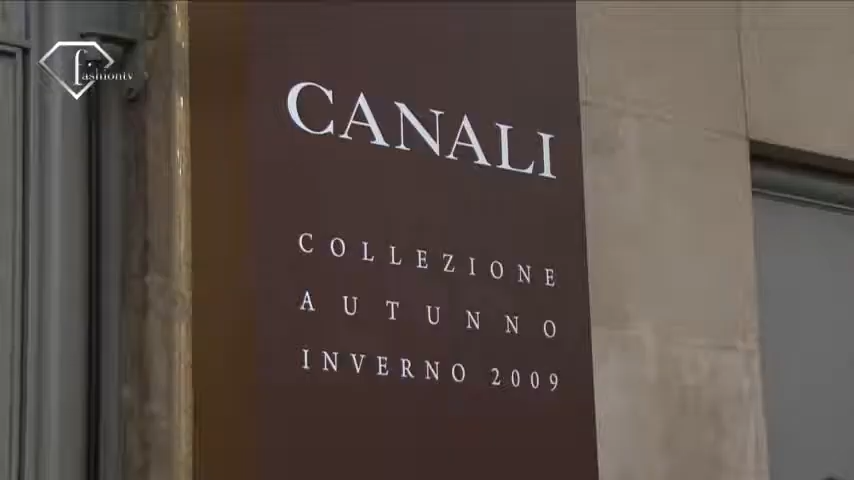 fashiontv
CANALI
COLLEZIONE
AUTUNNO
INVERNO 2009